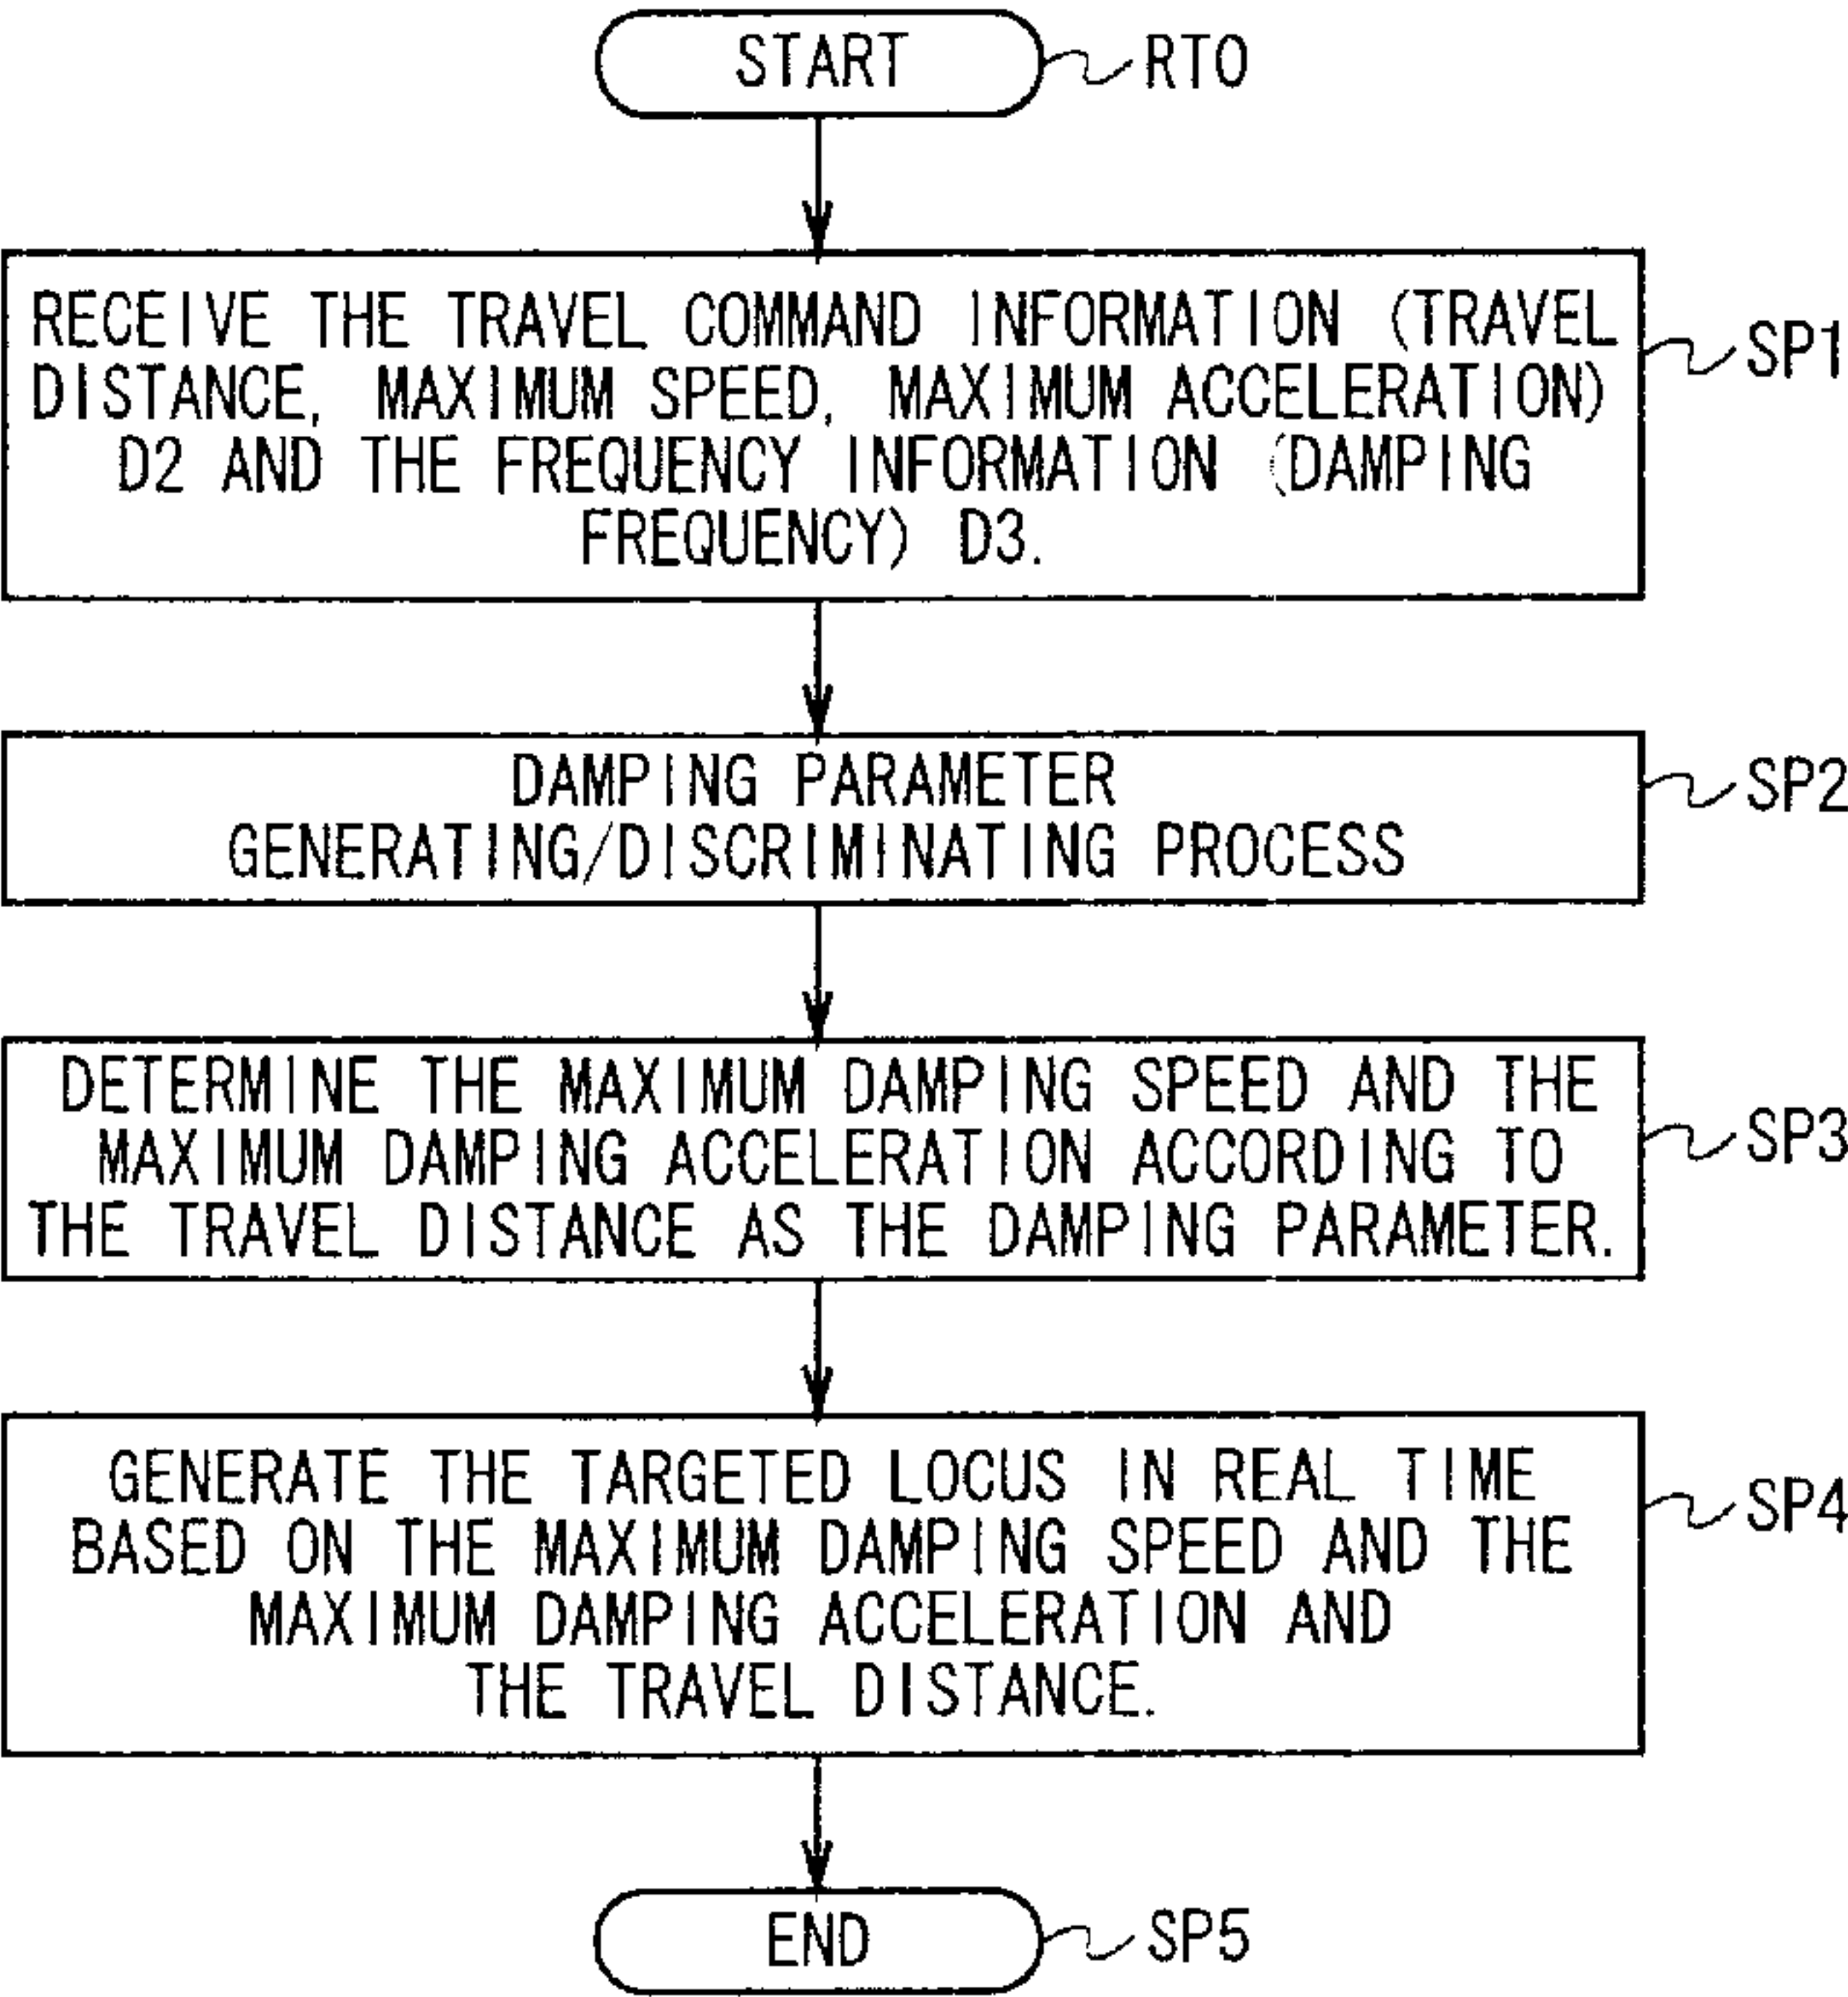 START
RT0
RECEIVE THE TRAVEL COMMAND INFORMATION (TRAVEL
DISTANCE, MAXIMUM SPEED, MAXIMUM ACCELERATION)
D2 AND THE FREQUENCY INFORMATION (DAMPING
FREQUENCY) D3.
SP1
DAMPING PARAMETER
GENERATING/DISCRIMINATING PROCESS
SP2
DETERMINE THE MAXIMUM DAMPING SPEED AND THE
MAXIMUM DAMPING ACCELERATION ACCORDING TO
THE TRAVEL DISTANCE AS THE DAMPING PARAMETER.
SP3
GENERATE THE TARGETED LOCUS IN REAL TIME
BASED ON THE MAXIMUM DAMPING SPEED AND THE
MAXIMUM DAMPING ACCELERATION AND
THE TRAVEL DISTANCE.
SP4
END
SP5